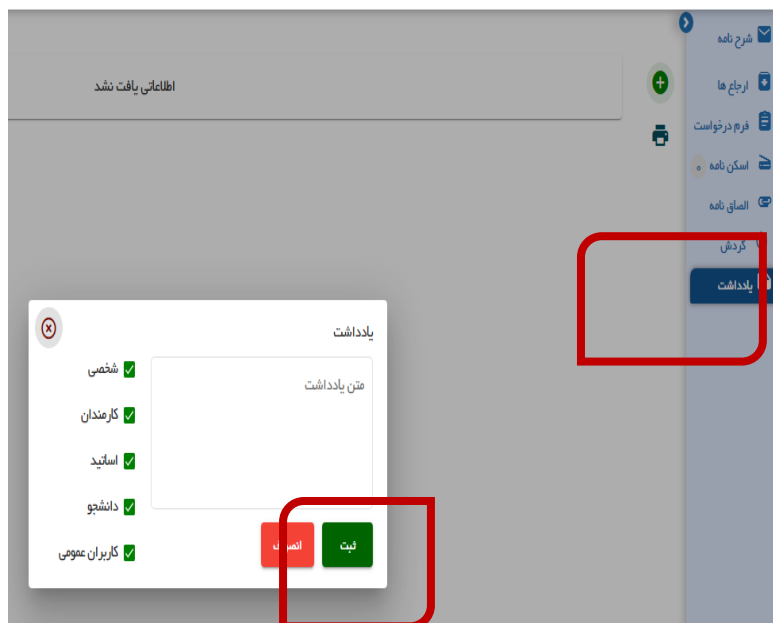 شرح نامه
ارجاع ها
فرم درخواست
اسکن نامه
الصاق نامه
گردش
یادداشت
اطلاعاتی یافت نشد
یادداشت
متن یادداشت
شخصی
کارمندان
اساتید
دانشجو
کاربران عمومی
ثبت
انصراف